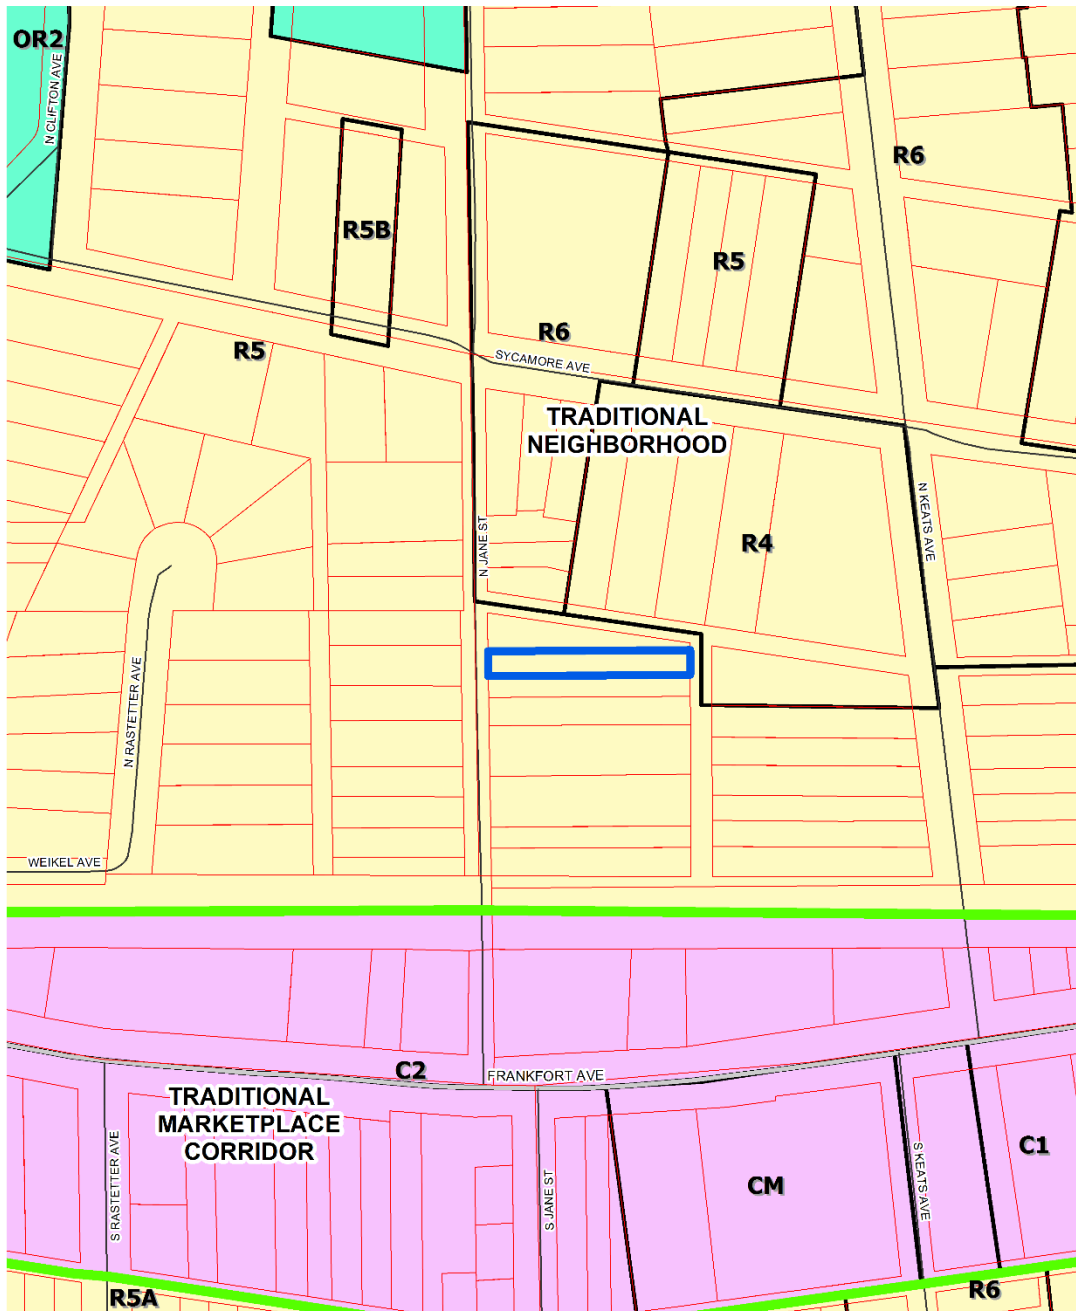 OR2
N CLIFTON AVE
R6
R5B
R5
R6
R5
SYCAMORE AVE
TRADITIONAL
NEIGHBORHOOD
N JANE ST
N KEATS AVE
R4
N RASTETTER AVE
WEIKEL AVE
C2
FRANKFORT AVE
TRADITIONAL
MARKETPLACE
CORRIDOR
S RASTETTER AVE
S JANE ST
CM
S KEATS AVE
C1
R5A
R6